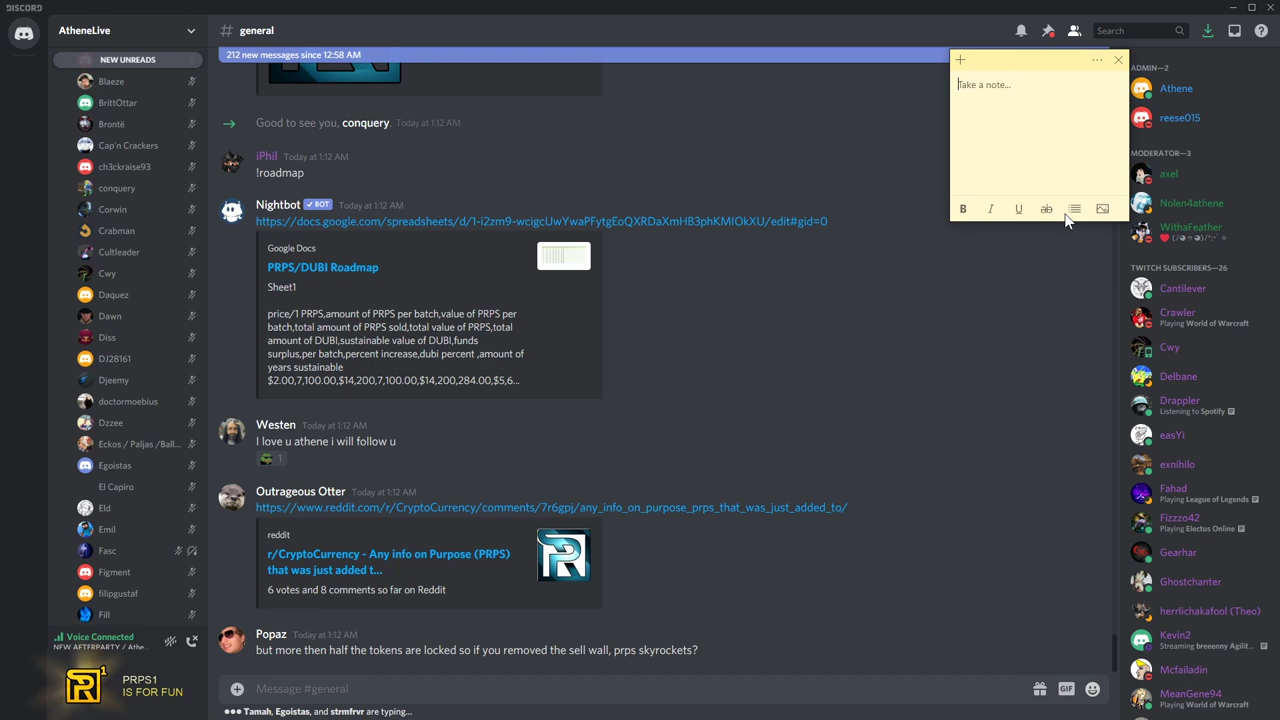 DISCORD
AtheneLive
# general
Search
NEW UNREADS
Blaeze
BrittOttar
Brontë
Cap'n Crackers
ch3ckraise93
conquery
Corwin
Crabman
Cultleader
Cwy
Daquez
Dawn
Diss
DJ28161
Djeemy
doctormoebius
Dzzee
Eckos / Paljas /Ball...
Egoistas
El Capiro
Eld
Emil
Fasc
Figment
filipgustaf
Fill
Voice Connected
NEW AFTERPARTY / Athe...
PRPS1
IS FOR FUN
212 new messages since 12:58 AM
Good to see you, conquery. Today at 1:12 AM
iPhil Today at 1:12 AM
!roadmap
Nightbot ✓ BOT Today at 1:12 AM
https://docs.google.com/spreadsheets/d/1-i2zm9-wcigcUwYwaPFytgEoQXRDaXmHB3phKMIOkXU/edit#gid=0
Google Docs
PRPS/DUBI Roadmap
Sheet1
price/1 PRPS,amount of PRPS per batch,value of PRPS per
batch,total amount of PRPS sold,total value of PRPS,total
amount of DUBI,sustainable value of DUBI,funds
surplus,per batch,percent increase,dubi percent ,amount of
years sustainable
$2.00,7,100.00,$14,200,7,100.00,$14,200,284.00,$5,6...
Westen Today at 1:12 AM
I love u athene i will follow u
1
Outrageous Otter Today at 1:12 AM
https://www.reddit.com/r/CryptoCurrency/comments/7r6gpj/any_info_on_purpose_prps_that_was_just_added_to/
reddit
r/CryptoCurrency - Any info on Purpose (PRPS)
that was just added t...
6 votes and 8 comments so far on Reddit
Popaz Today at 1:12 AM
but more then half the tokens are locked so if you removed the sell wall, prps skyrockets?
Message #general
GIF
Tamah, Egoistas, and strmfrvr are typing...
Take a note...
B I U ab
ADMIN—2
Athene
reese015
MODERATOR—3
axel
Nolen4athene
WithaFeather
TWITCH SUBSCRIBERS—26
Cantilever
Crawler
Playing World of Warcraft
Cwy
Delbane
Drappler
Listening to Spotify
easYi
exnihilo
Fahad
Playing League of Legends
Fizzzo42
Playing Electus Online
Gearhar
Ghostchanter
herrlichakafool (Theo)
Kevin2
Streaming breeenny Agilit...
Mcfailadin
MeanGene94
Playing World of Warcraft